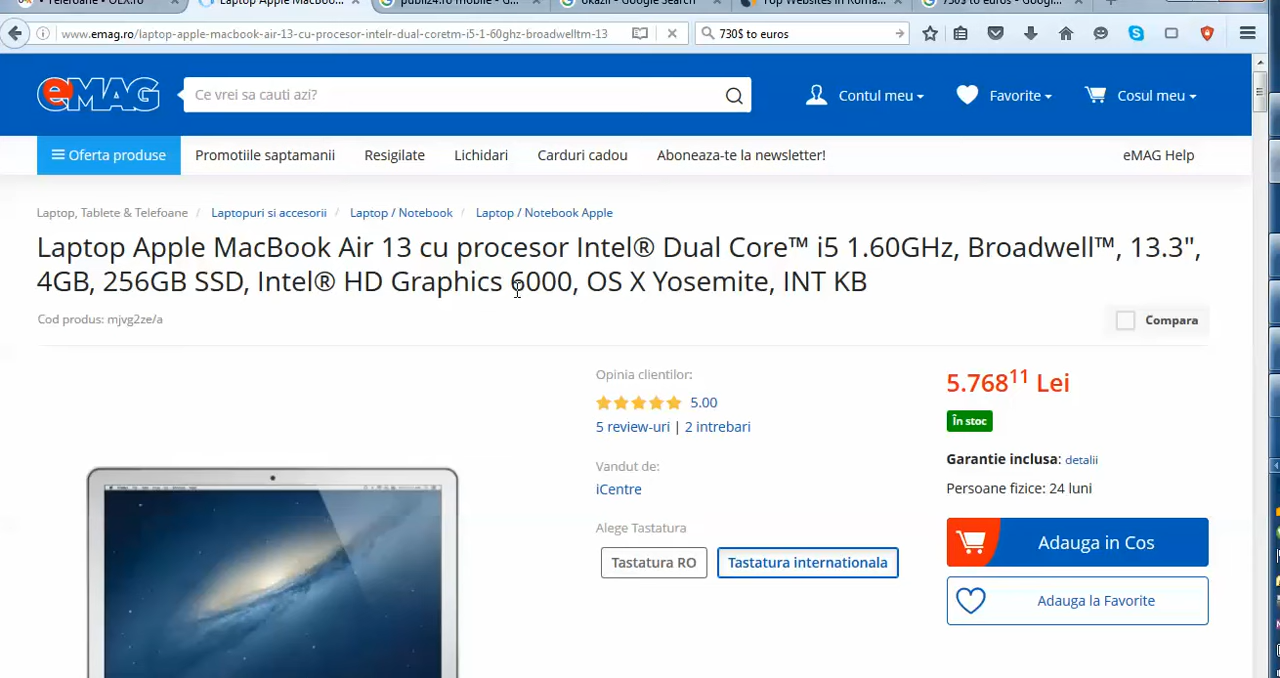 Telefoane - OLX.ro
Laptop Apple MacBoo...
publi24.ro mobile - G...
okazii - Google Search
Top Websites in Roma...
730$ to euros - Googl...
www.emag.ro/laptop-apple-macbook-air-13-cu-procesor-intelr-dual-coretm-i5-1-60ghz-broadwelltm-13
730$ to euros
eMAG
Ce vrei sa cauti azi?
Contul meu
Favorite
Cosul meu
Oferta produse
Promotiile saptamanii
Resigilate
Lichidari
Carduri cadou
Aboneaza-te la newsletter!
eMAG Help
Laptop, Tablete & Telefoane / Laptopuri si accesorii / Laptop / Notebook / Laptop / Notebook Apple
Laptop Apple MacBook Air 13 cu procesor Intel® Dual Core™ i5 1.60GHz, Broadwell™, 13.3",
4GB, 256GB SSD, Intel® HD Graphics 6000, OS X Yosemite, INT KB
Cod produs: mjvg2ze/a
Compara
Opinia clientilor:
5.00
5 review-uri | 2 intrebari
Vandut de:
iCentre
Alege Tastatura
Tastatura RO
Tastatura internationala
5.768¹¹ Lei
În stoc
Garantie inclusa: detalii
Persoane fizice: 24 luni
Adauga in Cos
Adauga la Favorite